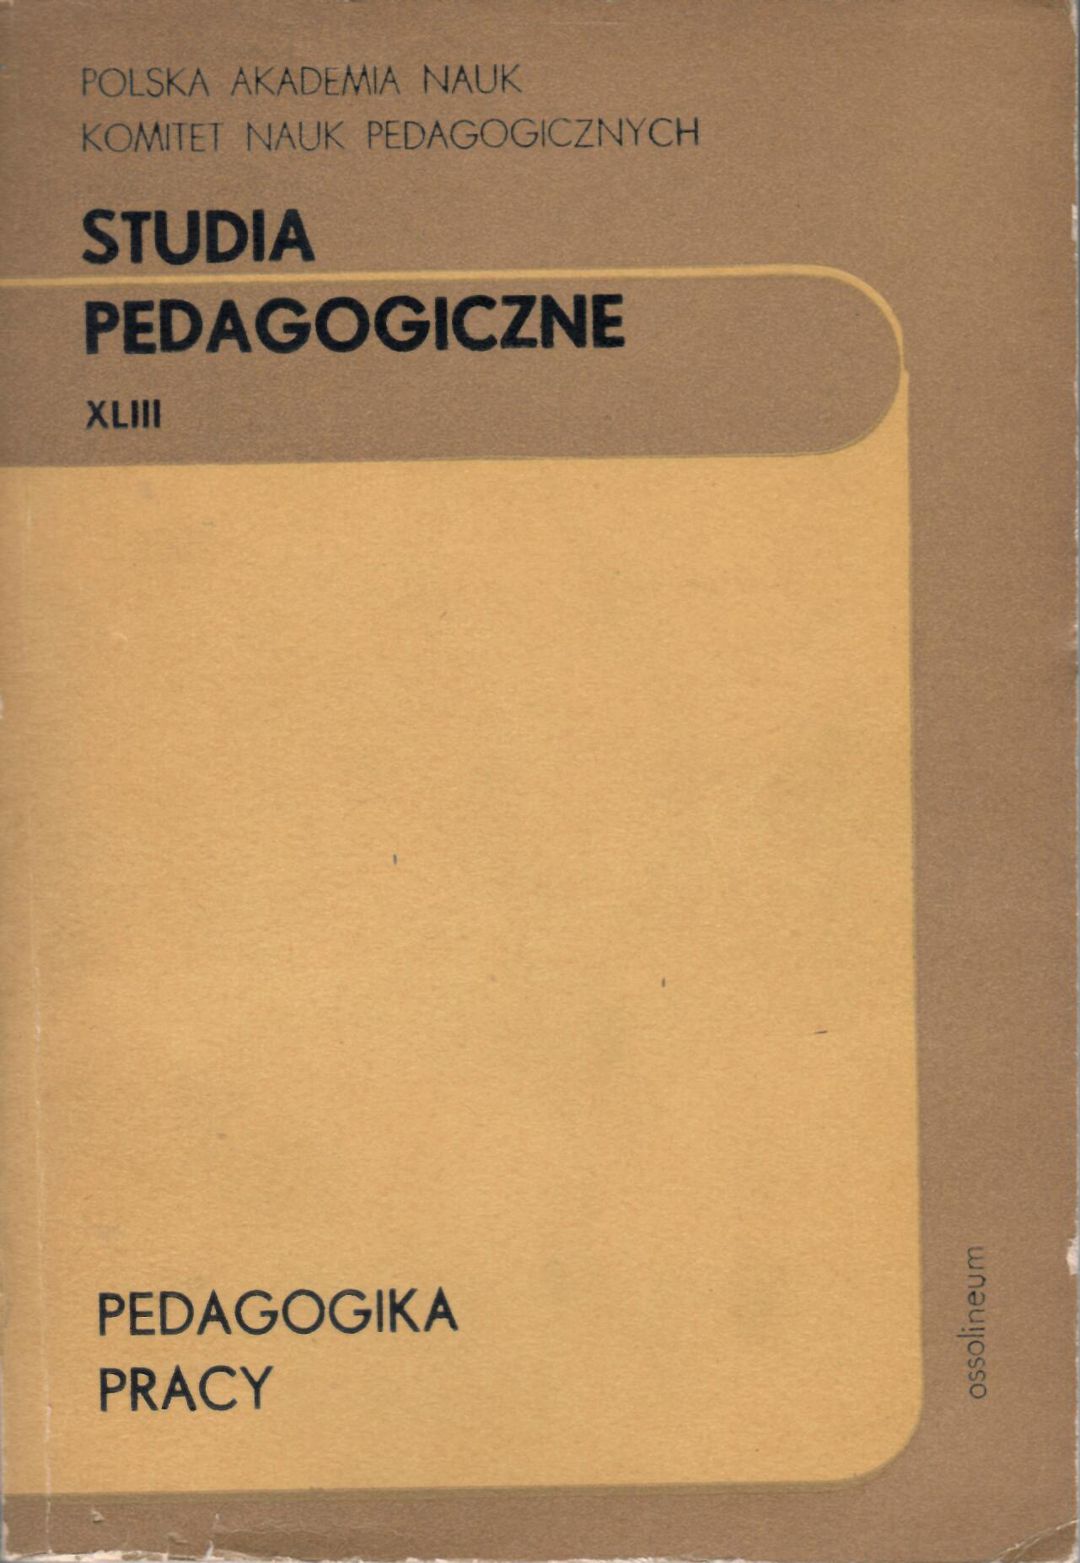 POLSKA AKADEMIA NAUK
KOMITET NAUK PEDAGOGICZNYCH
STUDIA
PEDAGOGICZNE
XLIII
PEDAGOGIKA
PRACY
ossolineum